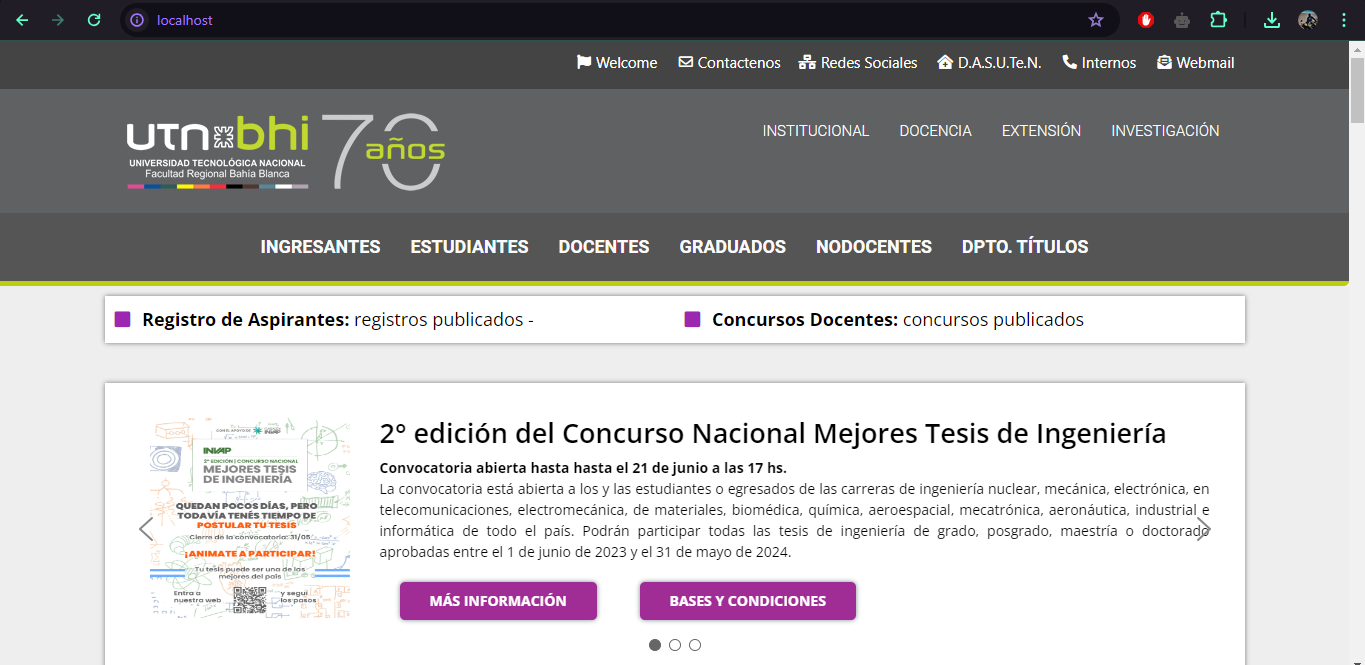 localhost
Welcome Contactenos Redes Sociales D.A.S.U.Te.N. Internos Webmail
utn bhi 70 años
UNIVERSIDAD TECNOLÓGICA NACIONAL
Facultad Regional Bahía Blanca
INSTITUCIONAL DOCENCIA EXTENSIÓN INVESTIGACIÓN
INGRESANTES ESTUDIANTES DOCENTES GRADUADOS NODOCENTES DPTO. TÍTULOS
Registro de Aspirantes: registros publicados -
Concursos Docentes: concursos publicados
CON EL APOYO DE
INVAP
2° EDICIÓN | CONCURSO NACIONAL
MEJORES TESIS
DE INGENIERÍA
QUEDAN POCOS DÍAS, PERO
TODAVÍA TENÉS TIEMPO DE
POSTULAR TU TESIS
Cierre de la convocatoria: 31/05
¡ANIMATE A PARTICIPAR!
Tu tesis puede ser una de las
mejores del país
Entra a
nuestra web
y seguí
los pasos
2° edición del Concurso Nacional Mejores Tesis de Ingeniería
Convocatoria abierta hasta hasta el 21 de junio a las 17 hs.
La convocatoria está abierta a los y las estudiantes o egresados de las carreras de ingeniería nuclear, mecánica, electrónica, en
telecomunicaciones, electromecánica, de materiales, biomédica, química, aeroespacial, mecatrónica, aeronáutica, industrial e
informática de todo el país. Podrán participar todas las tesis de ingeniería de grado, posgrado, maestría o doctorado
aprobadas entre el 1 de junio de 2023 y el 31 de mayo de 2024.
MÁS INFORMACIÓN
BASES Y CONDICIONES